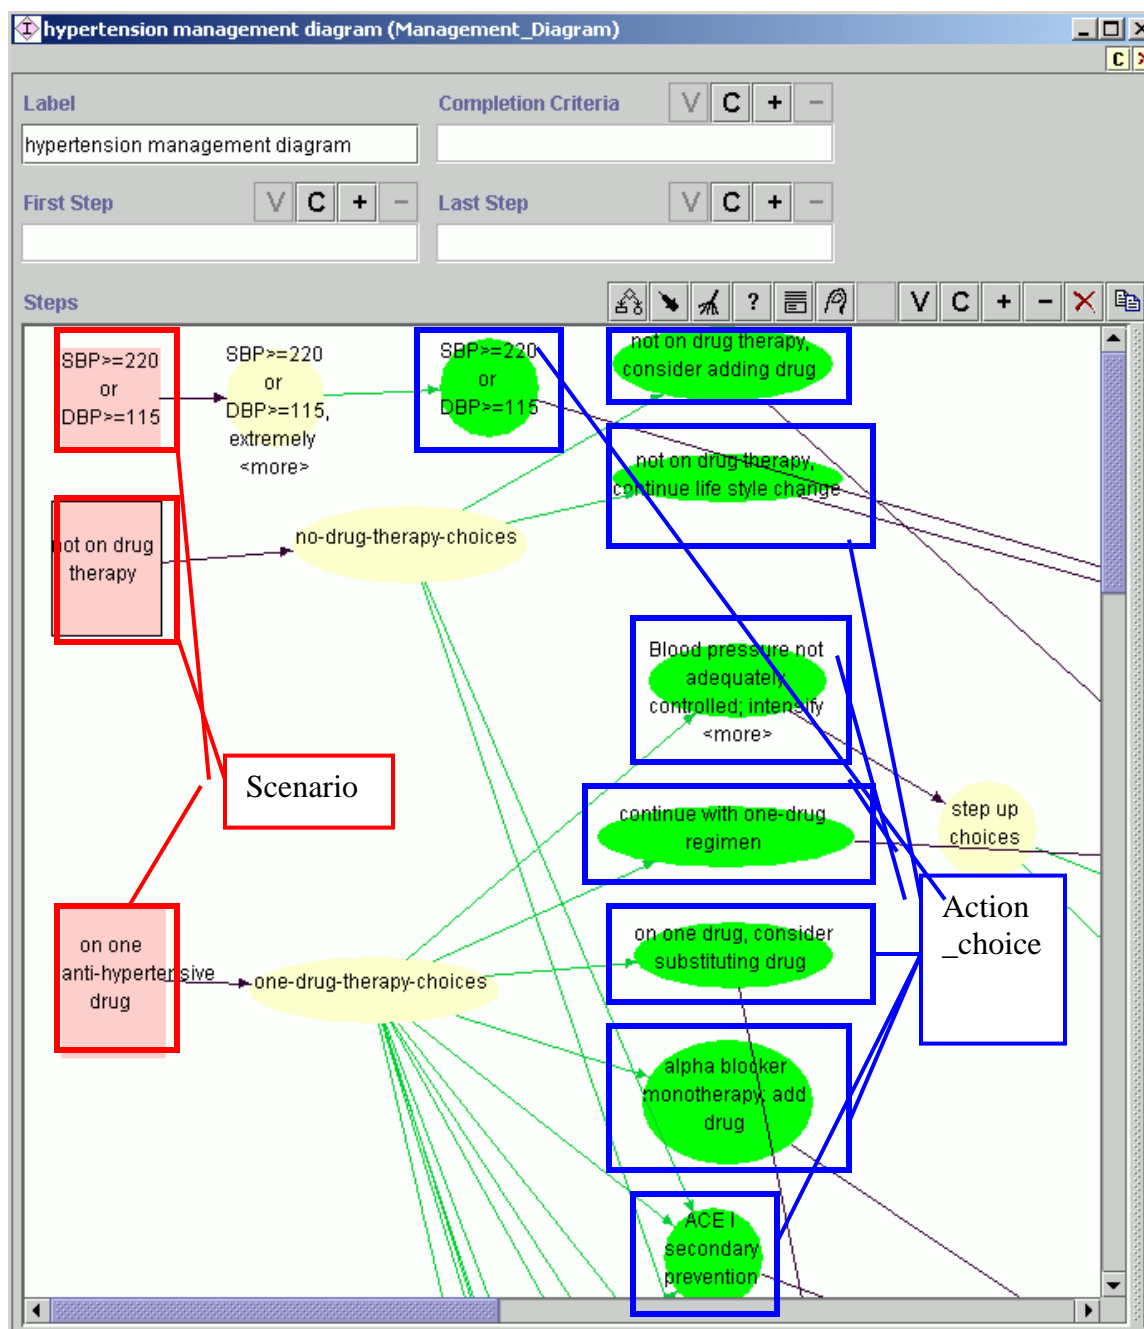 hypertension management diagram (Management_Diagram)
C
Label
Completion Criteria
V C + −
hypertension management diagram
First Step
V C + −
Last Step
V C + −
Steps
? V C + −
SBP>=220
or
DBP>=115
SBP>=220
or
DBP>=115,
extremely
<more>
SBP>=220
or
DBP>=115
not on drug therapy,
consider adding drug
not on drug therapy,
continue life style change
not on drug
therapy
no-drug-therapy-choices
Blood pressure not
adequately
controlled; intensify
<more>
Scenario
continue with one-drug
regimen
step up
choices
Action
_choice
on one
anti-hypertensive
drug
one-drug-therapy-choices
on one drug, consider
substituting drug
alpha blocker
monotherapy; add
drug
ACE I
secondary
prevention